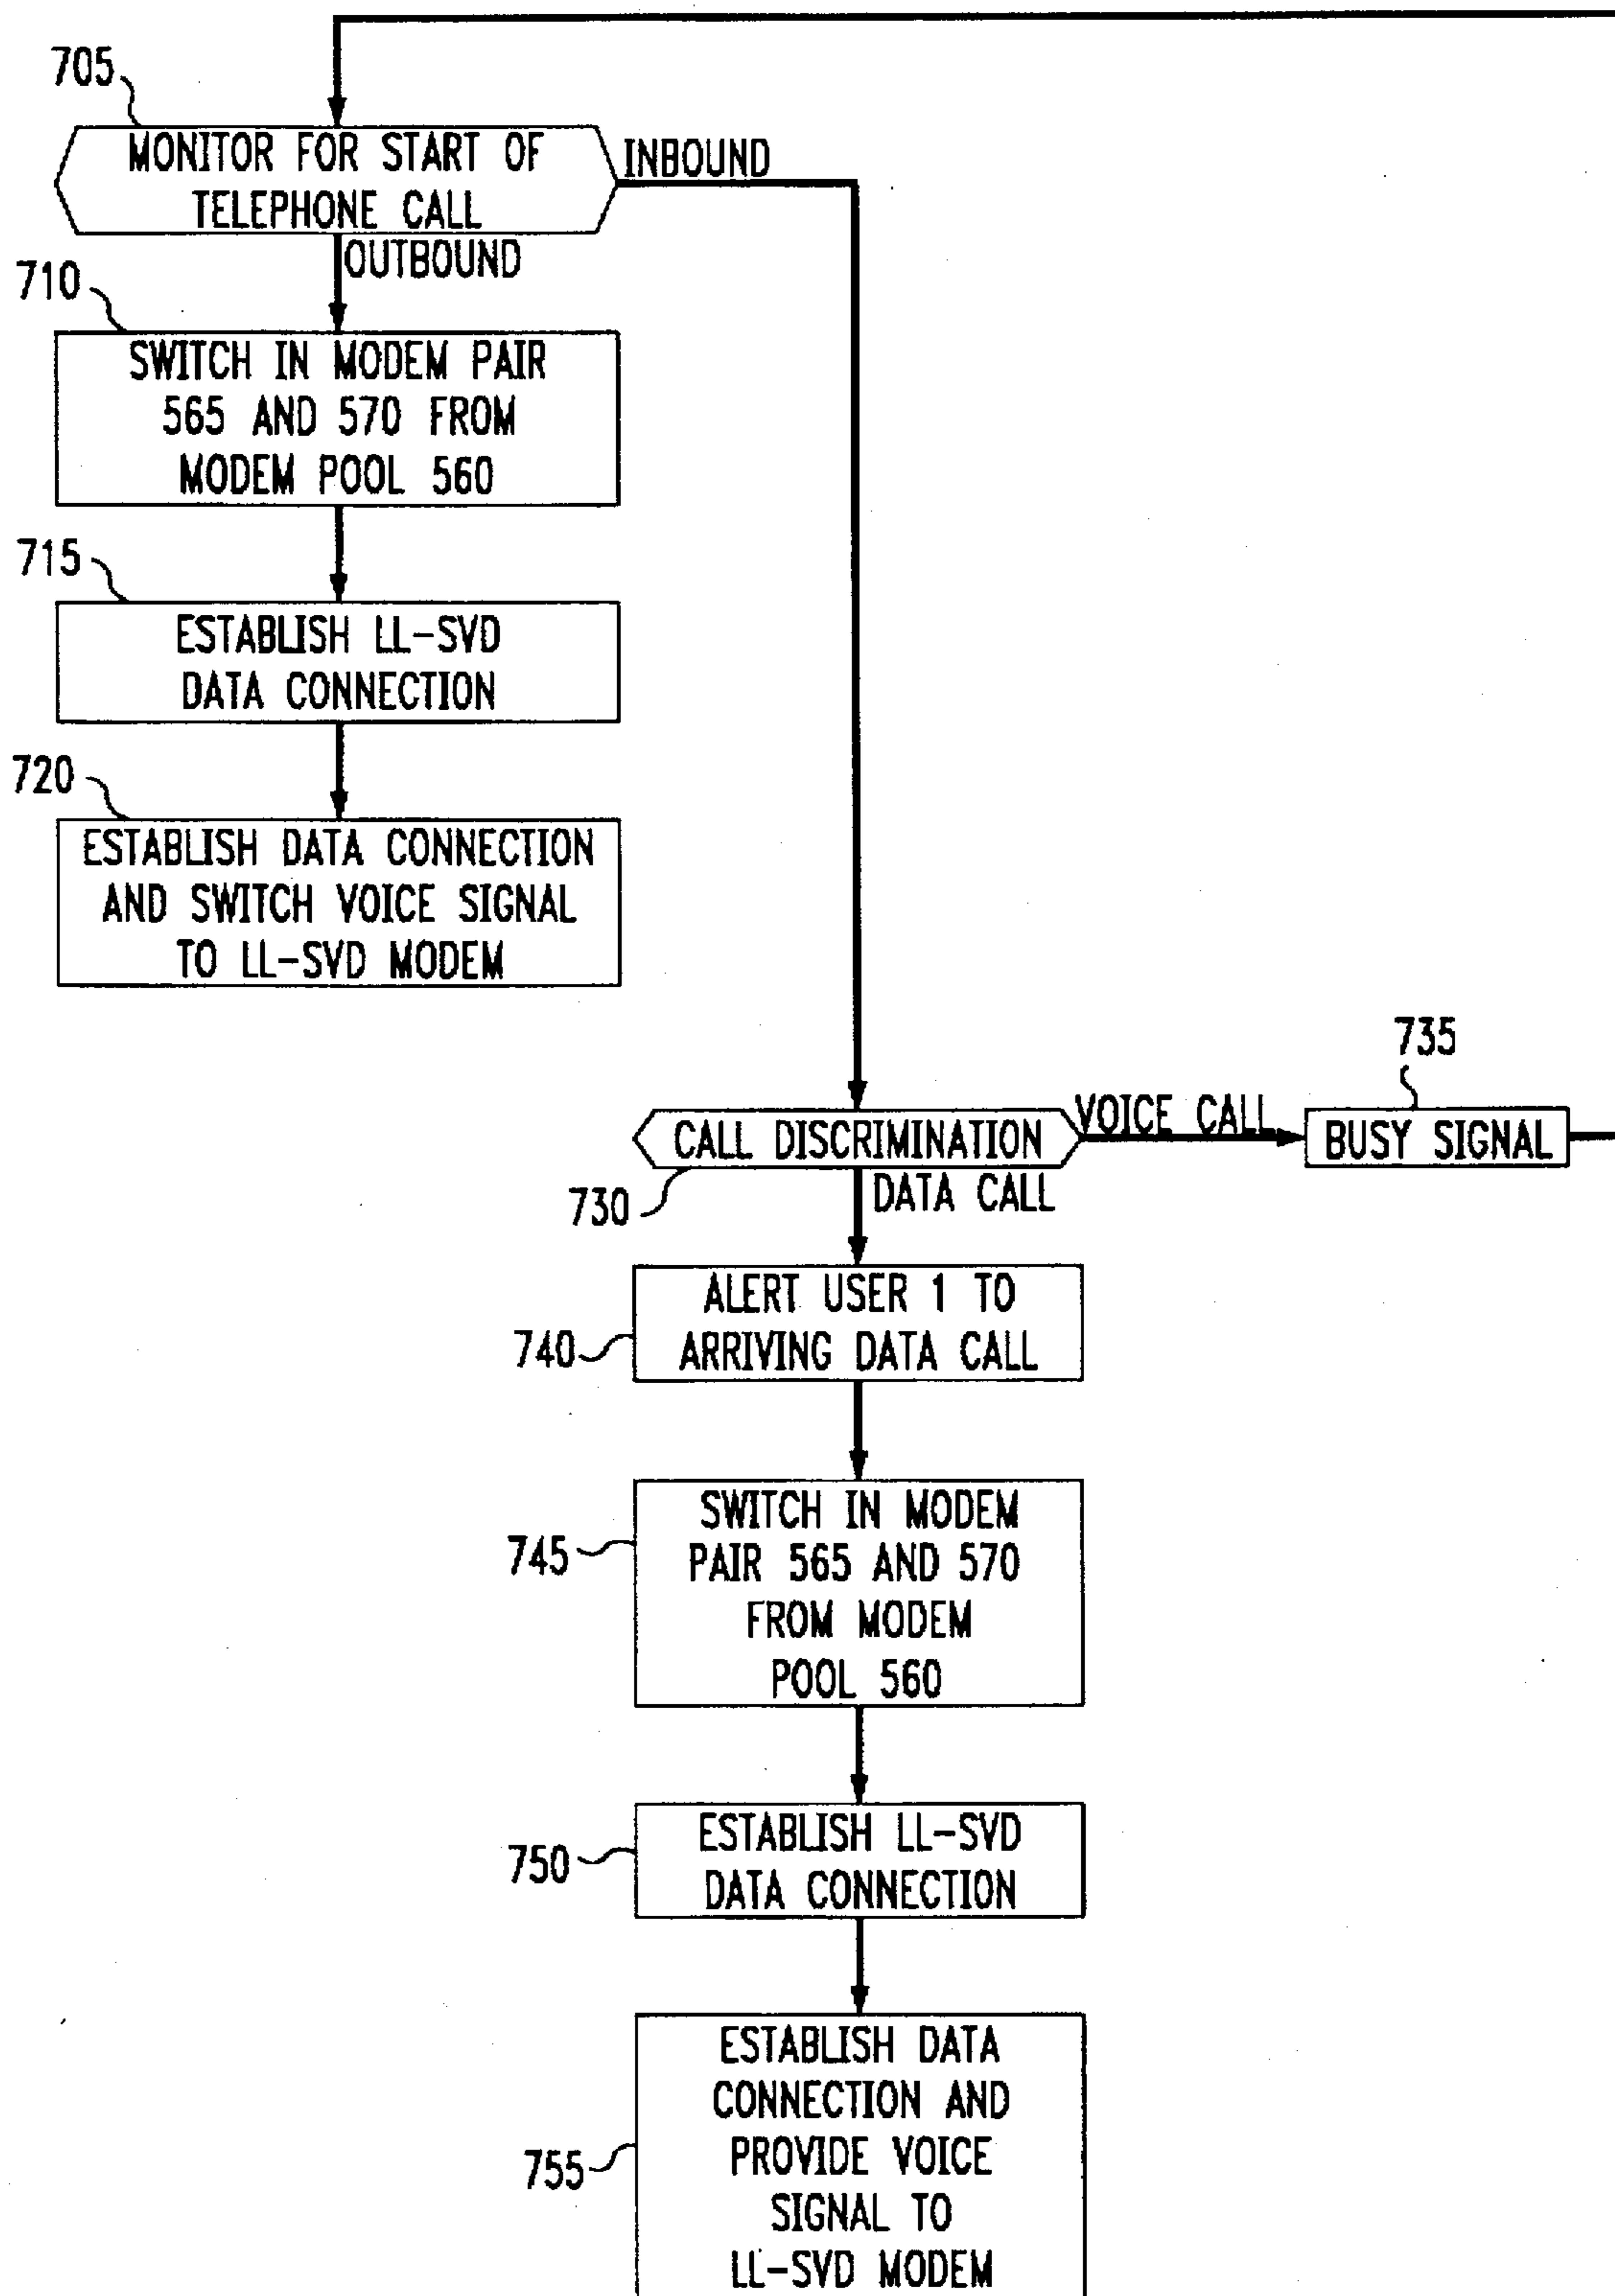 705
MONITOR FOR START OF
TELEPHONE CALL
INBOUND
OUTBOUND
710
SWITCH IN MODEM PAIR
565 AND 570 FROM
MODEM POOL 560
715
ESTABLISH LL-SVD
DATA CONNECTION
720
ESTABLISH DATA CONNECTION
AND SWITCH VOICE SIGNAL
TO LL-SVD MODEM
CALL DISCRIMINATION
730
VOICE CALL
735
BUSY SIGNAL
DATA CALL
740
ALERT USER 1 TO
ARRIVING DATA CALL
745
SWITCH IN MODEM
PAIR 565 AND 570
FROM MODEM
POOL 560
750
ESTABLISH LL-SVD
DATA CONNECTION
755
ESTABLISH DATA
CONNECTION AND
PROVIDE VOICE
SIGNAL TO
LL-SVD MODEM